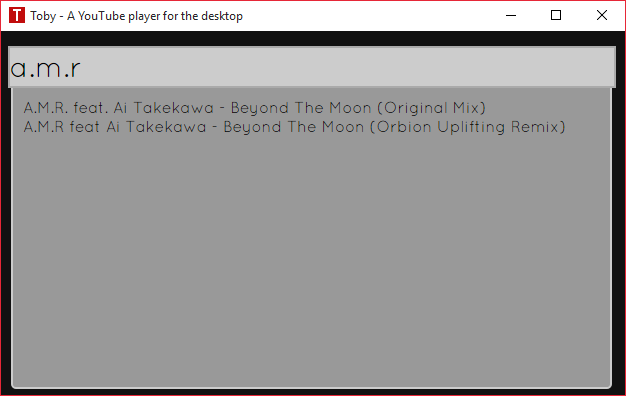 T Toby - A YouTube player for the desktop
a.m.r
A.M.R. feat. Ai Takekawa - Beyond The Moon (Original Mix)
A.M.R feat Ai Takekawa - Beyond The Moon (Orbion Uplifting Remix)